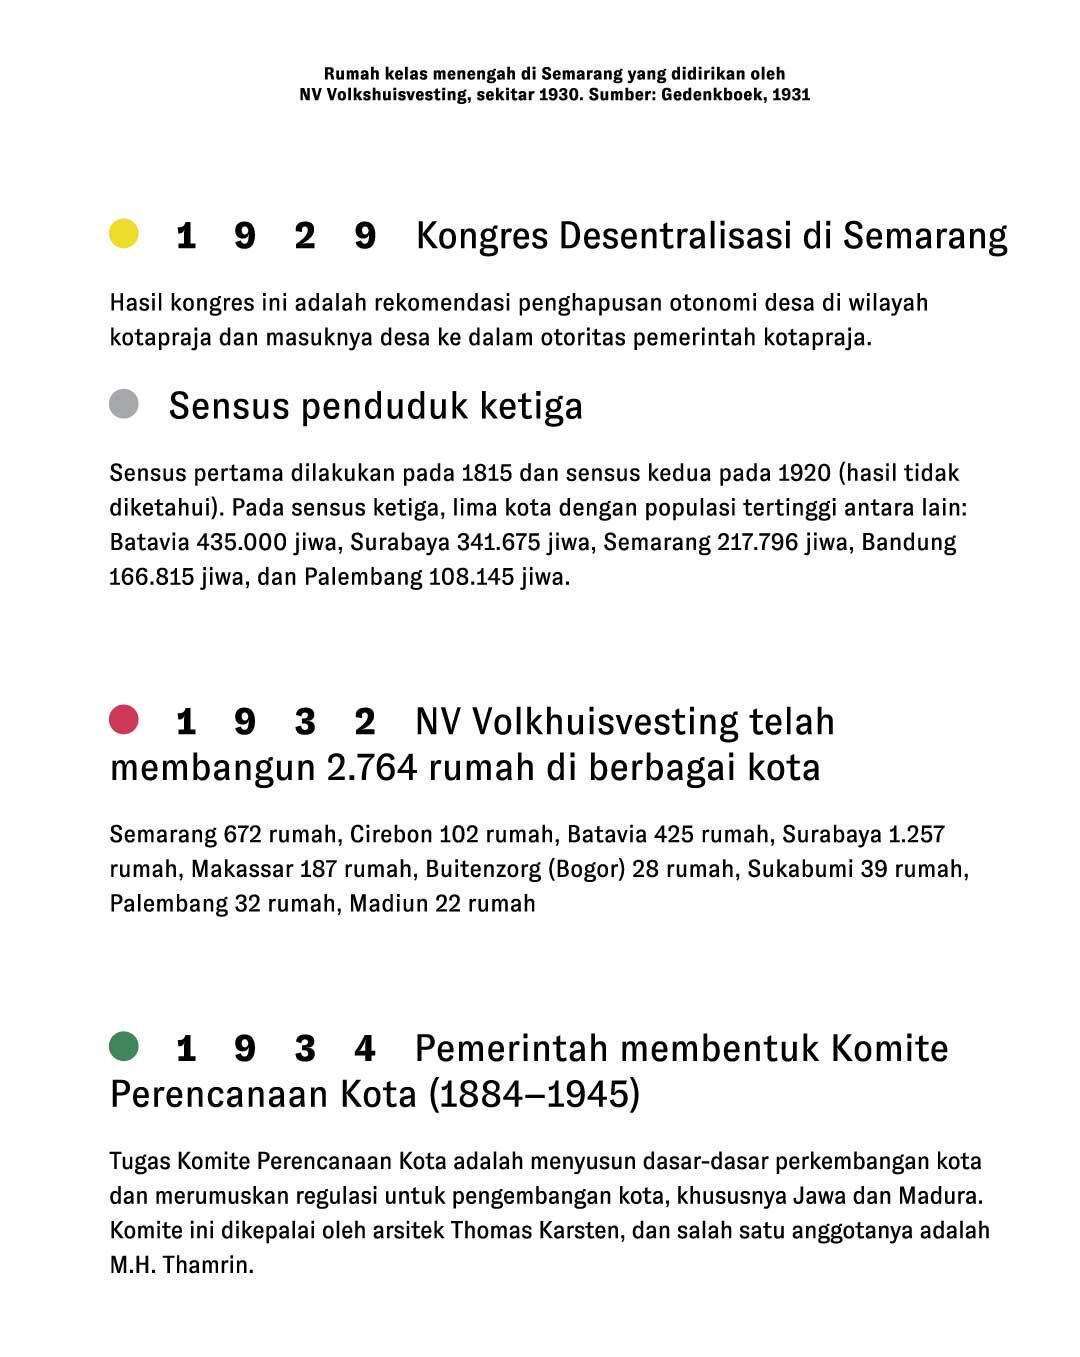 Rumah kelas menengah di Semarang yang didirikan oleh
NV Volkshuisvesting, sekitar 1930. Sumber: Gedenkboek, 1931
1 9 2 9 Kongres Desentralisasi di Semarang
Hasil kongres ini adalah rekomendasi penghapusan otonomi desa di wilayah
kotapraja dan masuknya desa ke dalam otoritas pemerintah kotapraja.
Sensus penduduk ketiga
Sensus pertama dilakukan pada 1815 dan sensus kedua pada 1920 (hasil tidak
diketahui). Pada sensus ketiga, lima kota dengan populasi tertinggi antara lain:
Batavia 435.000 jiwa, Surabaya 341.675 jiwa, Semarang 217.796 jiwa, Bandung
166.815 jiwa, dan Palembang 108.145 jiwa.
1 9 3 2 NV Volkhuisvesting telah
membangun 2.764 rumah di berbagai kota
Semarang 672 rumah, Cirebon 102 rumah, Batavia 425 rumah, Surabaya 1.257
rumah, Makassar 187 rumah, Buitenzorg (Bogor) 28 rumah, Sukabumi 39 rumah,
Palembang 32 rumah, Madiun 22 rumah
1 9 3 4 Pemerintah membentuk Komite
Perencanaan Kota (1884–1945)
Tugas Komite Perencanaan Kota adalah menyusun dasar-dasar perkembangan kota
dan merumuskan regulasi untuk pengembangan kota, khususnya Jawa dan Madura.
Komite ini dikepalai oleh arsitek Thomas Karsten, dan salah satu anggotanya adalah
M.H. Thamrin.